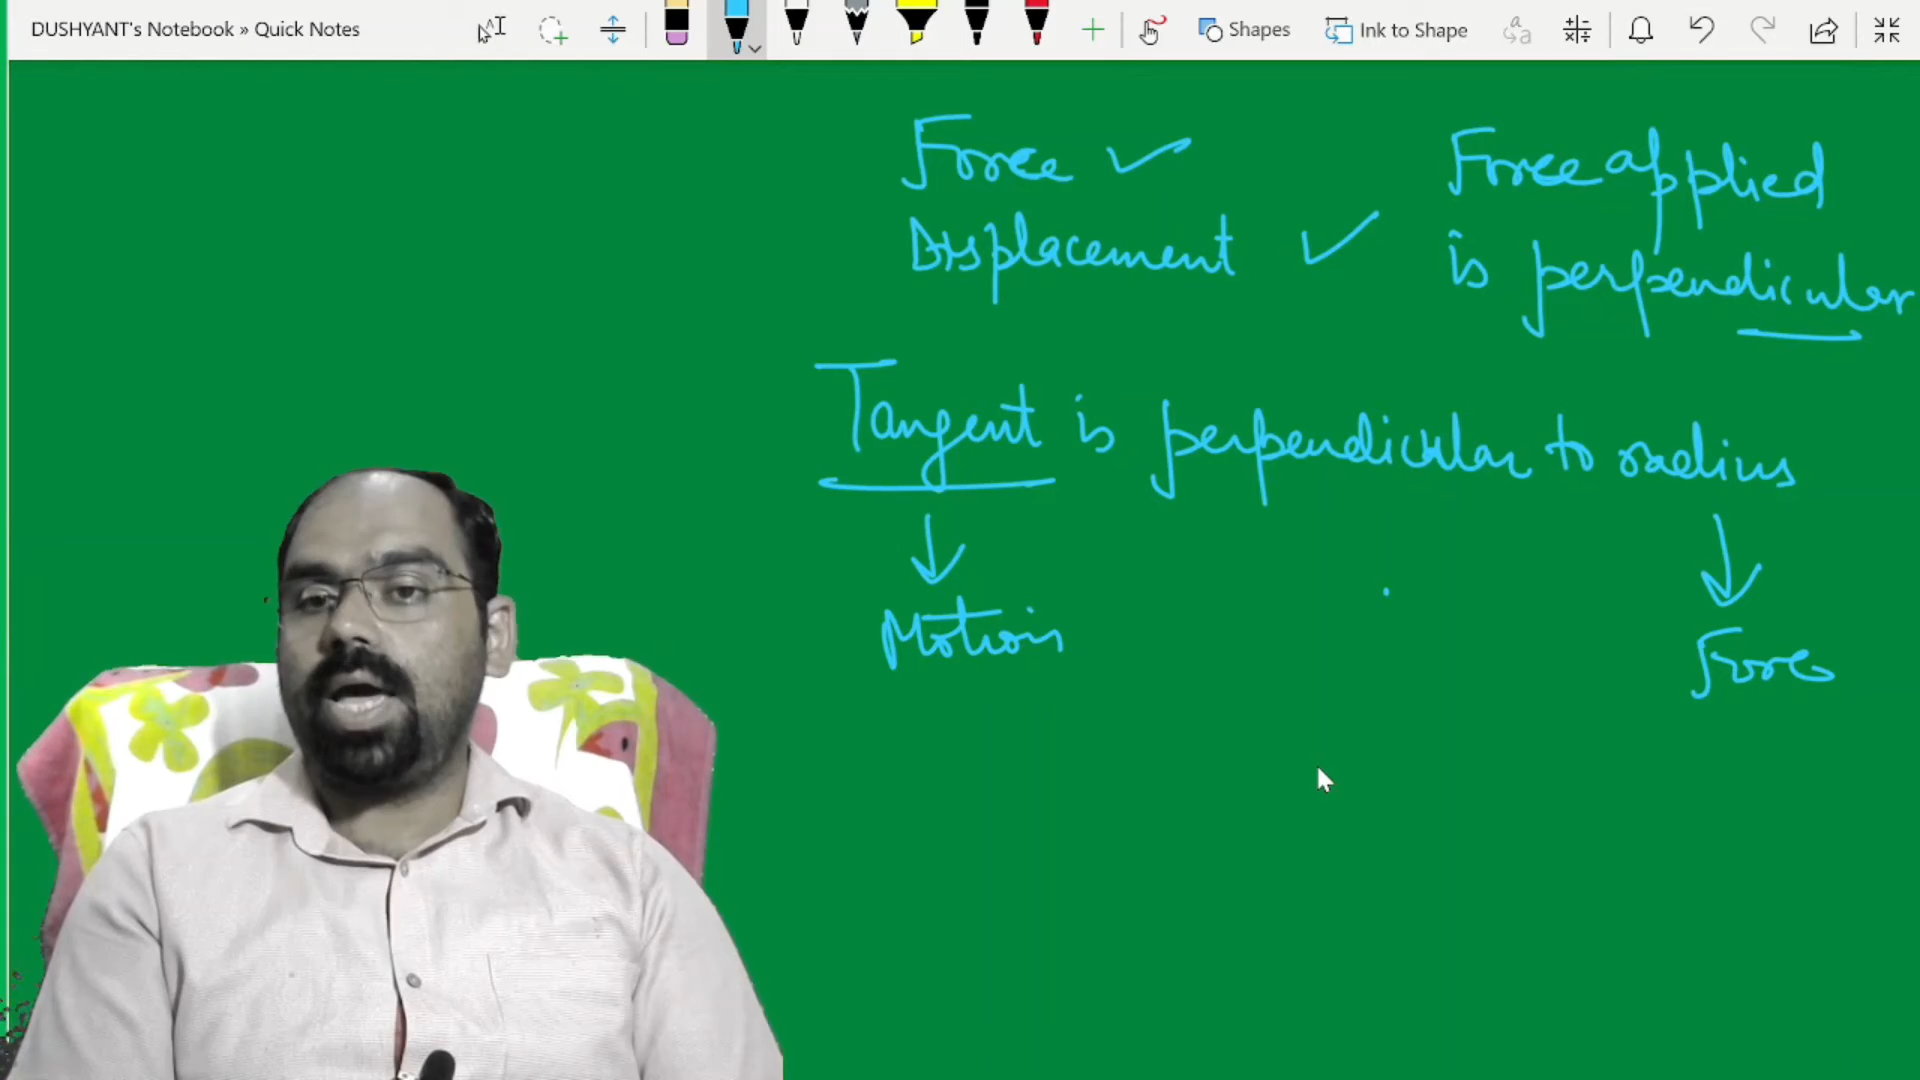 DUSHYANT's Notebook » Quick Notes
Shapes
Ink to Shape
Force ✓
Displacement ✓
Force applied
is perpendicular
Tangent is perpendicular to radius
Motion
Force